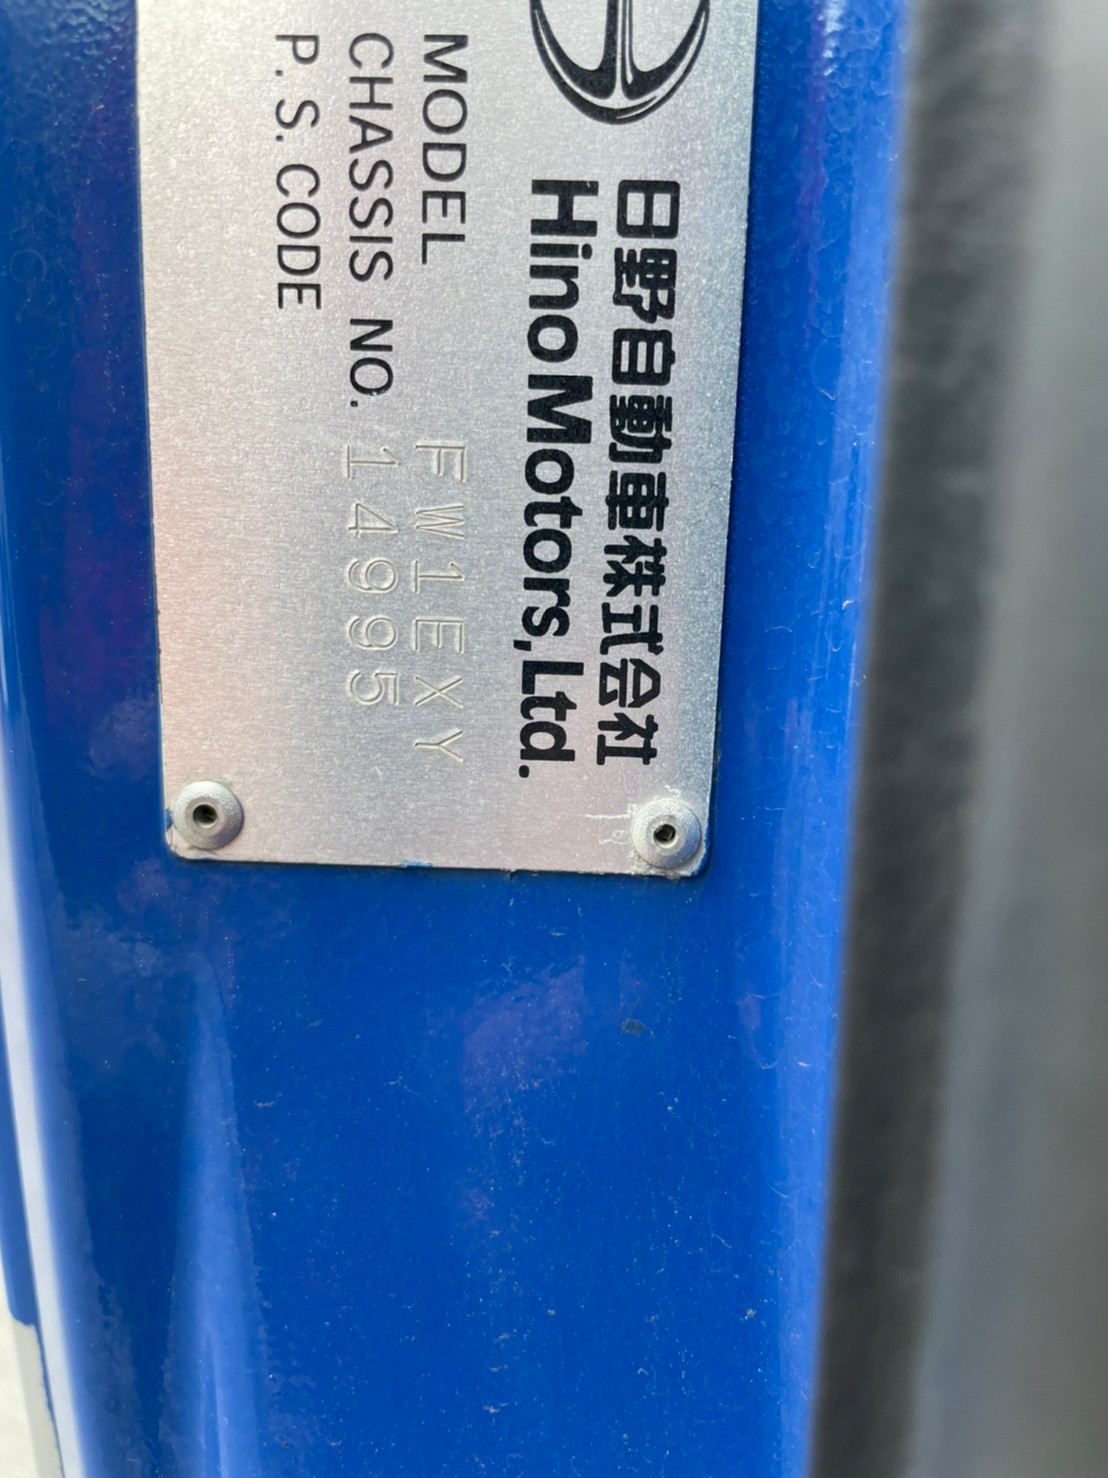 日野自動車株式会社
Hino Motors, Ltd.
MODEL FW1EXY
CHASSIS NO. 14995
P. S. CODE